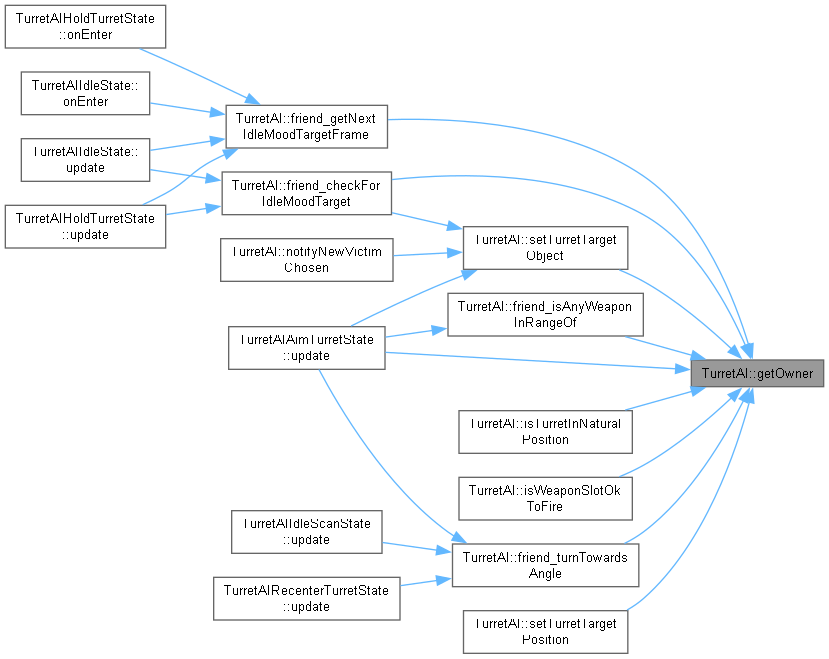 TurretAIHoldTurretState
::onEnter
TurretAIIdleState::
onEnter
TurretAIIdleState::
update
TurretAIHoldTurretState
::update
TurretAI::friend_getNext
IdleMoodTargetFrame
TurretAI::friend_checkFor
IdleMoodTarget
TurretAI::notifyNewVictim
Chosen
TurretAIAimTurretState
::update
TurretAIIdleScanState
::update
TurretAIRecenterTurretState
::update
TurretAI::setTurretTarget
Object
TurretAI::friend_isAnyWeapon
InRangeOf
TurretAI::isTurretInNatural
Position
TurretAI::isWeaponSlotOk
ToFire
TurretAI::friend_turnTowards
Angle
TurretAI::setTurretTarget
Position
TurretAI::getOwner